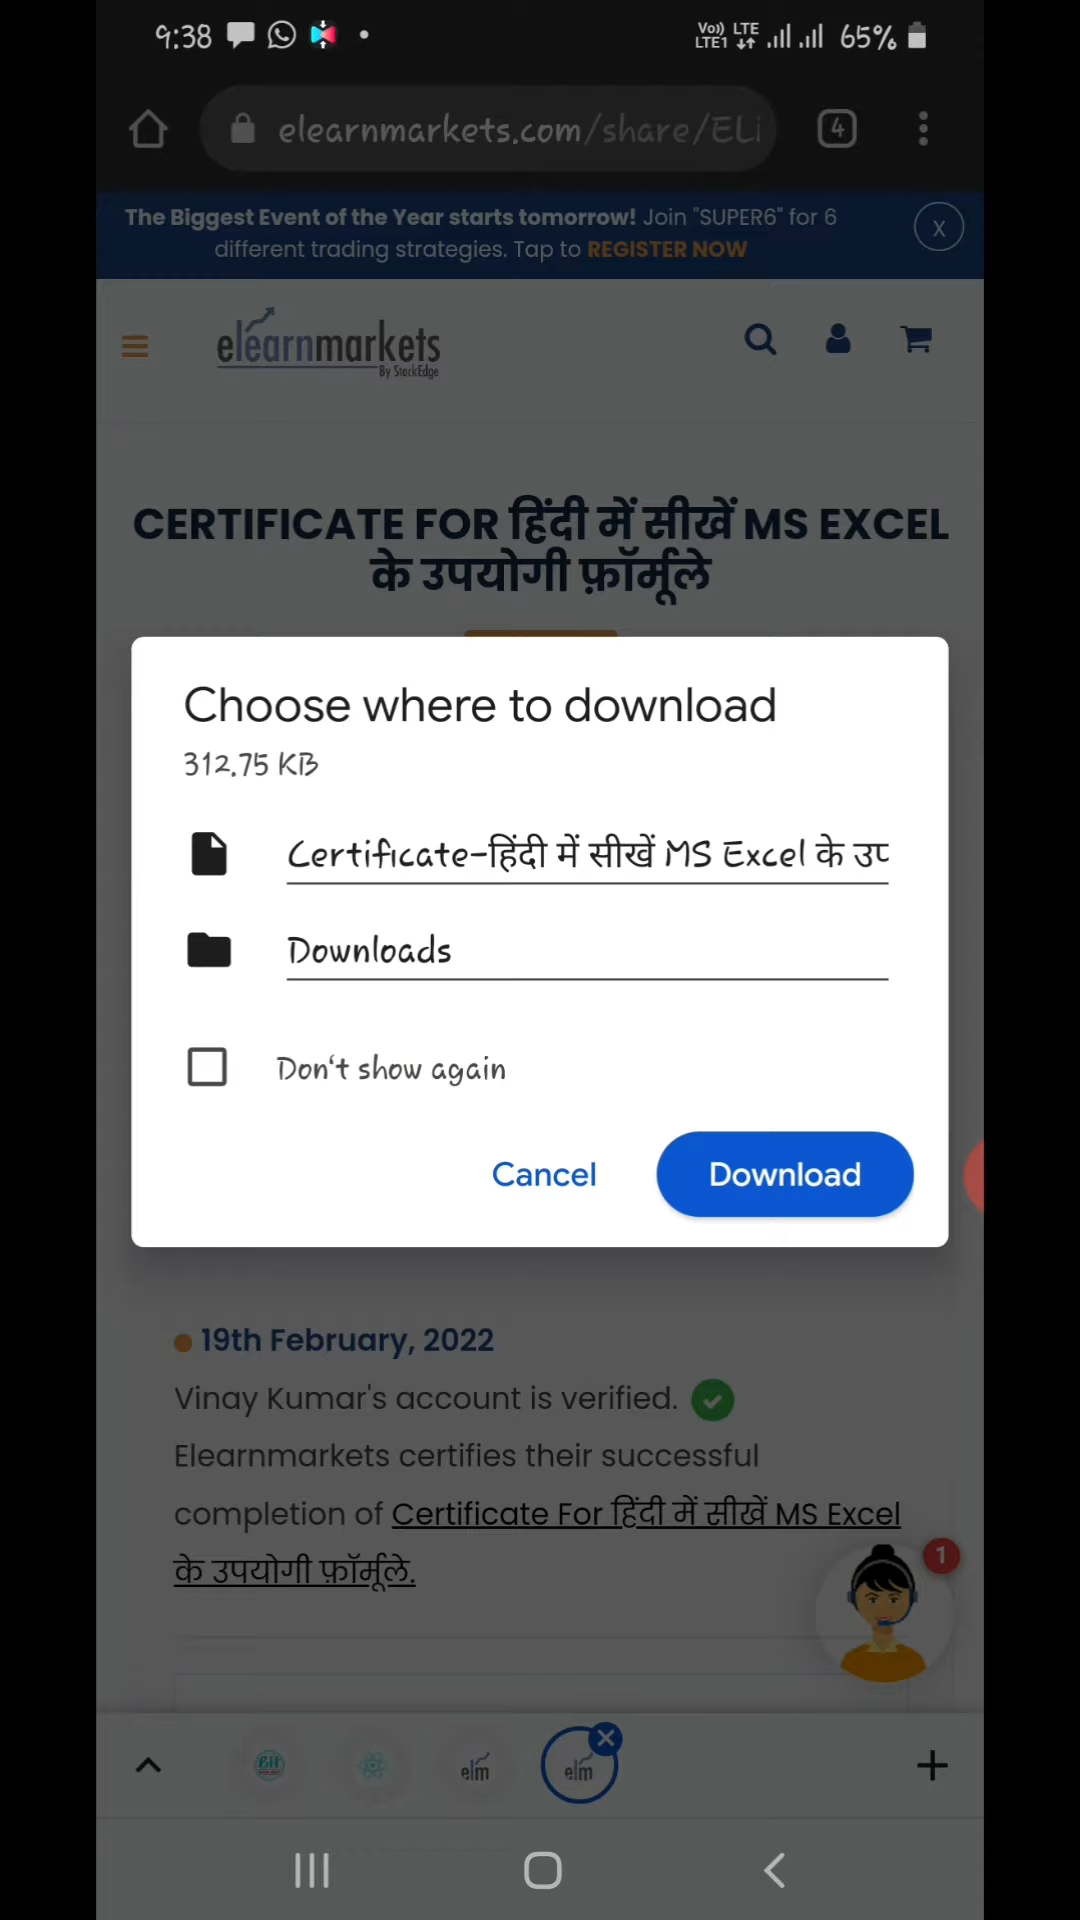 9:38
Vo)) LTE
LTE1
65%
elearnmarkets.com/share/ELi
4
The Biggest Event of the Year starts tomorrow! Join "SUPER6" for 6
different trading strategies. Tap to REGISTER NOW
X
elearnmarkets
By StockEdge
CERTIFICATE FOR हिंदी में सीखें MS EXCEL
के उपयोगी फ़ॉर्मूले
Choose where to download
312.75 KB
Certificate-हिंदी में सीखें MS Excel के उप
Downloads
Don't show again
Cancel
Download
19th February, 2022
Vinay Kumar's account is verified.
Elearnmarkets certifies their successful
completion of Certificate For हिंदी में सीखें MS Excel
के उपयोगी फ़ॉर्मूले.
1
BH
elm
elm